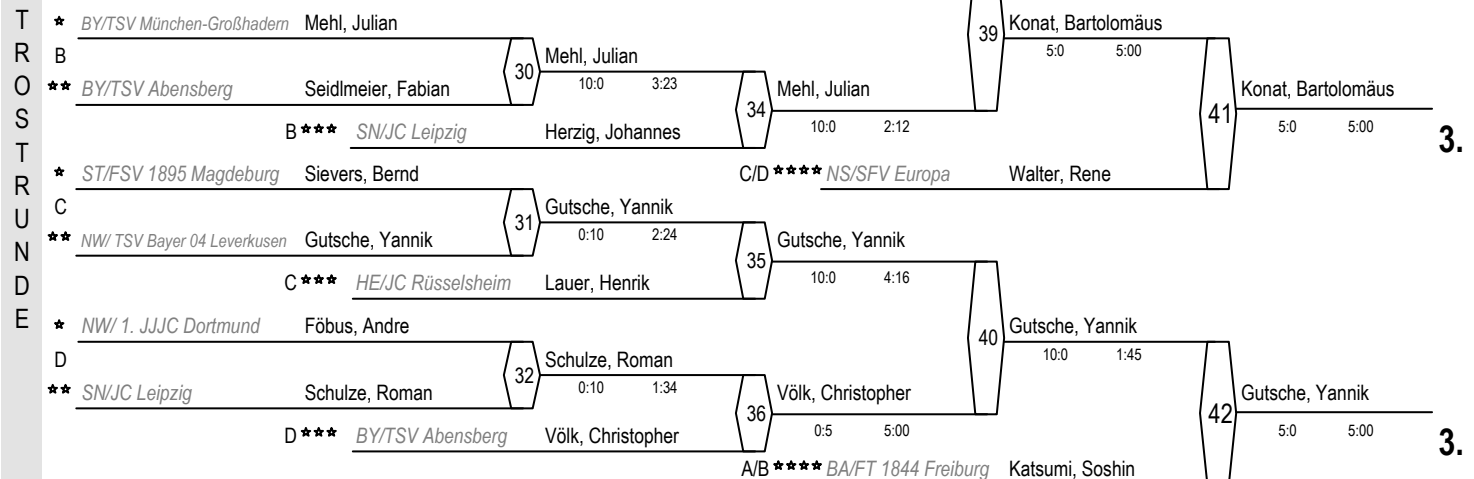 TROSTRUNDE
* BY/TSV München-Großhadern Mehl, Julian
B
** BY/TSV Abensberg Seidlmeier, Fabian
30 Mehl, Julian
10:0 3:23
B *** SN/JC Leipzig Herzig, Johannes
34 Mehl, Julian
10:0 2:12
39 Konat, Bartolomäus
5:0 5:00
C/D **** NS/SFV Europa Walter, Rene
41 Konat, Bartolomäus
5:0 5:00
3.
* ST/FSV 1895 Magdeburg Sievers, Bernd
C
** NW/ TSV Bayer 04 Leverkusen Gutsche, Yannik
31 Gutsche, Yannik
0:10 2:24
C *** HE/JC Rüsselsheim Lauer, Henrik
35 Gutsche, Yannik
10:0 4:16
* NW/ 1. JJJC Dortmund Föbus, Andre
D
** SN/JC Leipzig Schulze, Roman
32 Schulze, Roman
0:10 1:34
D *** BY/TSV Abensberg Völk, Christopher
36 Völk, Christopher
0:5 5:00
40 Gutsche, Yannik
10:0 1:45
A/B **** BA/FT 1844 Freiburg Katsumi, Soshin
42 Gutsche, Yannik
5:0 5:00
3.